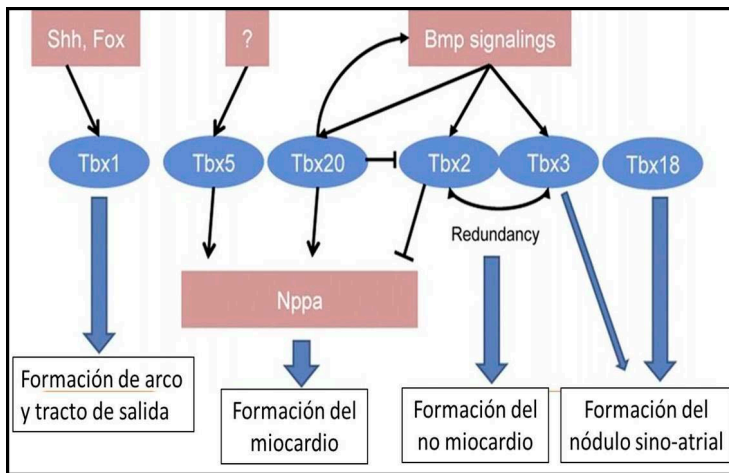 Shh, Fox
?
Bmp signalings
Tbx1
Tbx5
Tbx20
Tbx2
Tbx3
Tbx18
Redundancy
Nppa
Formación de arco
y tracto de salida
Formación del
miocardio
Formación del
no miocardio
Formación del
nódulo sino-atrial